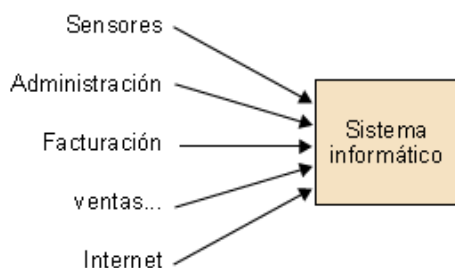 Sensores
Administración
Facturación
ventas...
Internet
Sistema
informático